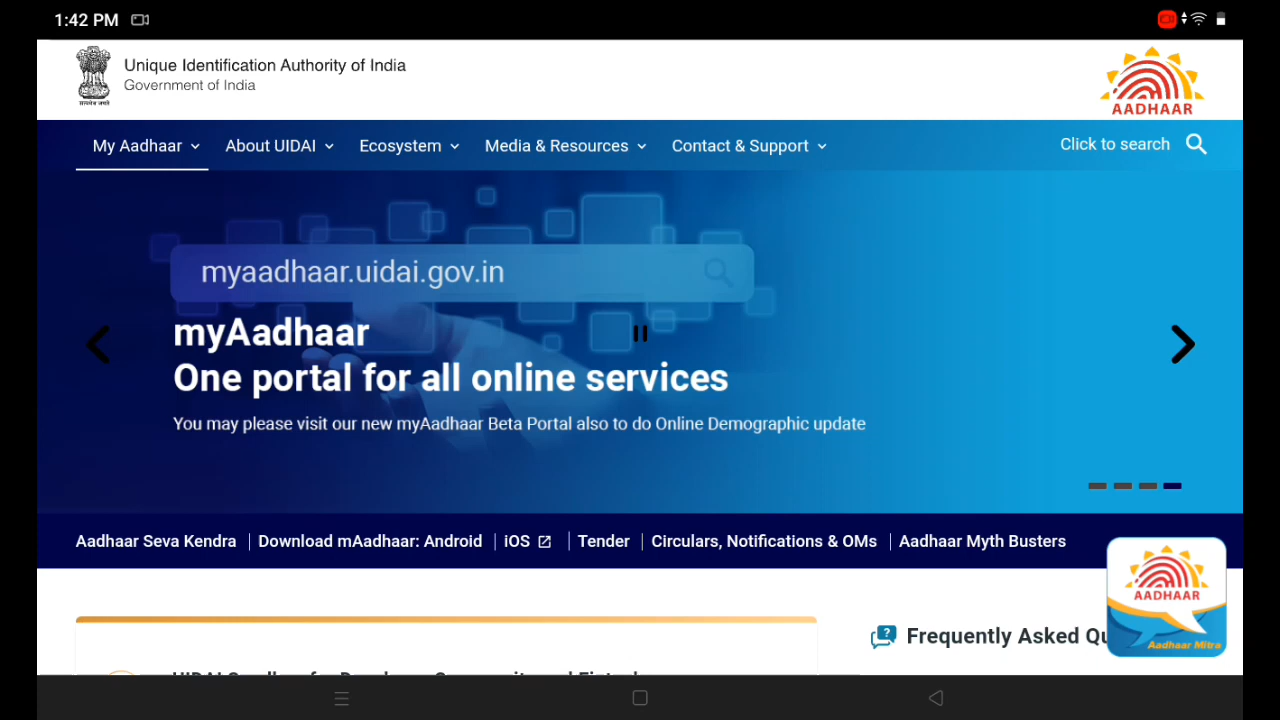 1:42 PM
सत्यमेव जयते
Unique Identification Authority of India
Government of India
AADHAAR
My Aadhaar
About UIDAI
Ecosystem
Media & Resources
Contact & Support
Click to search
myaadhaar.uidai.gov.in
myAadhaar
One portal for all online services
You may please visit our new myAadhaar Beta Portal also to do Online Demographic update
Aadhaar Seva Kendra
Download mAadhaar: Android
iOS
Tender
Circulars, Notifications & OMs
Aadhaar Myth Busters
AADHAAR
Aadhaar Mitra
Frequently Asked